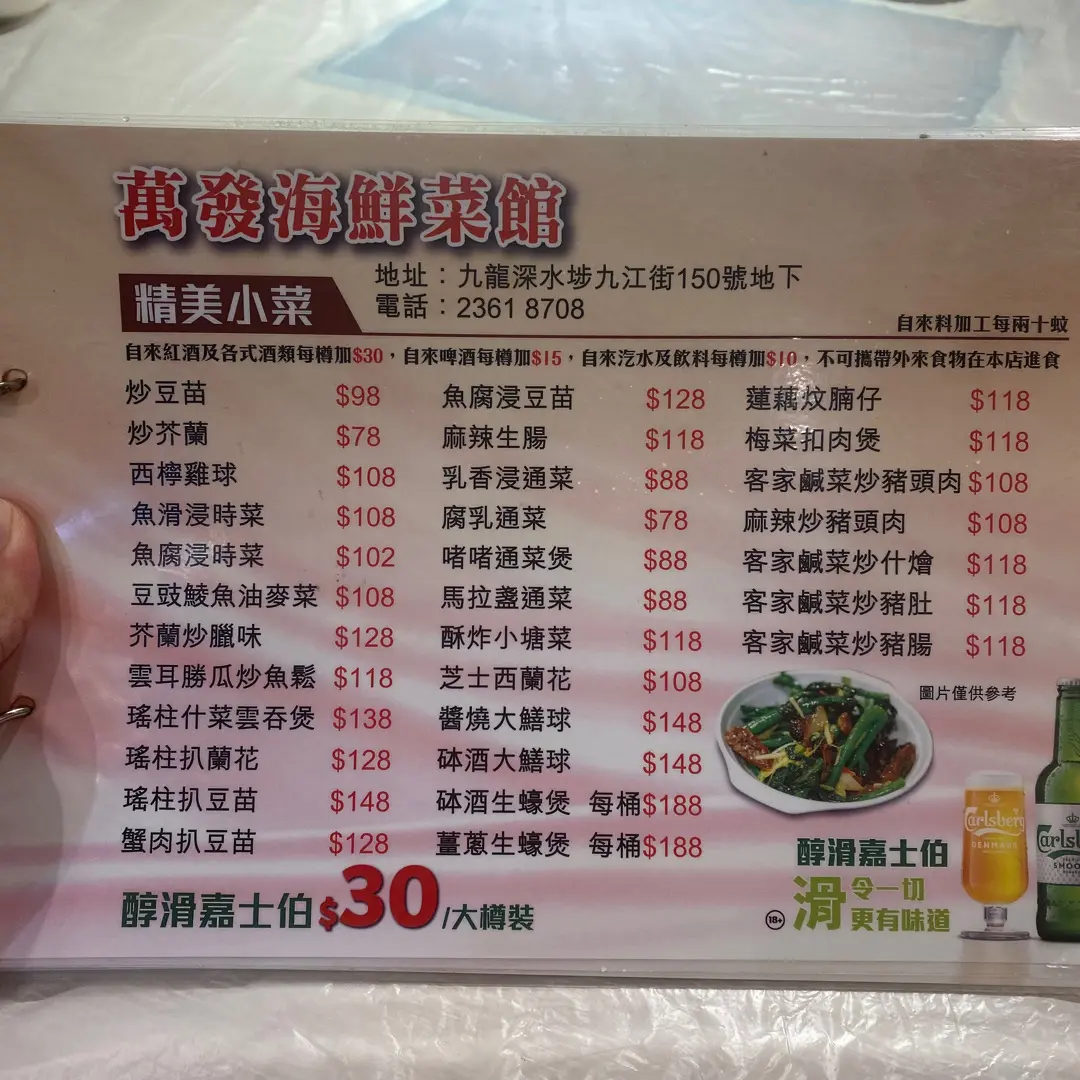 萬發海鮮菜館
精美小菜
地址：九龍深水埗九江街150號地下
電話：2361 8708
自來料加工每兩十蚊
自來紅酒及各式酒類每樽加$30，自來啤酒每樽加$15，自來汽水及飲料每樽加$10，不可攜帶外來食物在本店進食
炒豆苗 $98
炒芥蘭 $78
西檸雞球 $108
魚滑浸時菜 $108
魚腐浸時菜 $102
豆豉鯪魚油麥菜 $108
芥蘭炒臘味 $128
雲耳勝瓜炒魚鬆 $118
瑤柱什菜雲吞煲 $138
瑤柱扒蘭花 $128
瑤柱扒豆苗 $148
蟹肉扒豆苗 $128
魚腐浸豆苗 $128
麻辣生腸 $118
乳香浸通菜 $88
腐乳通菜 $78
啫啫通菜煲 $88
馬拉盞通菜 $88
酥炸小塘菜 $118
芝士西蘭花 $108
醬燒大鱔球 $148
砵酒大鱔球 $148
砵酒生蠔煲 每桶$188
薑蔥生蠔煲 每桶$188
蓮藕炆腩仔 $118
梅菜扣肉煲 $118
客家鹹菜炒豬頭肉 $108
麻辣炒豬頭肉 $108
客家鹹菜炒什燴 $118
客家鹹菜炒豬肚 $118
客家鹹菜炒豬腸 $118
圖片僅供參考
醇滑嘉士伯$30/大樽裝
醇滑嘉士伯
滑令一切
更有味道
18+
Carlsberg
DENMARK